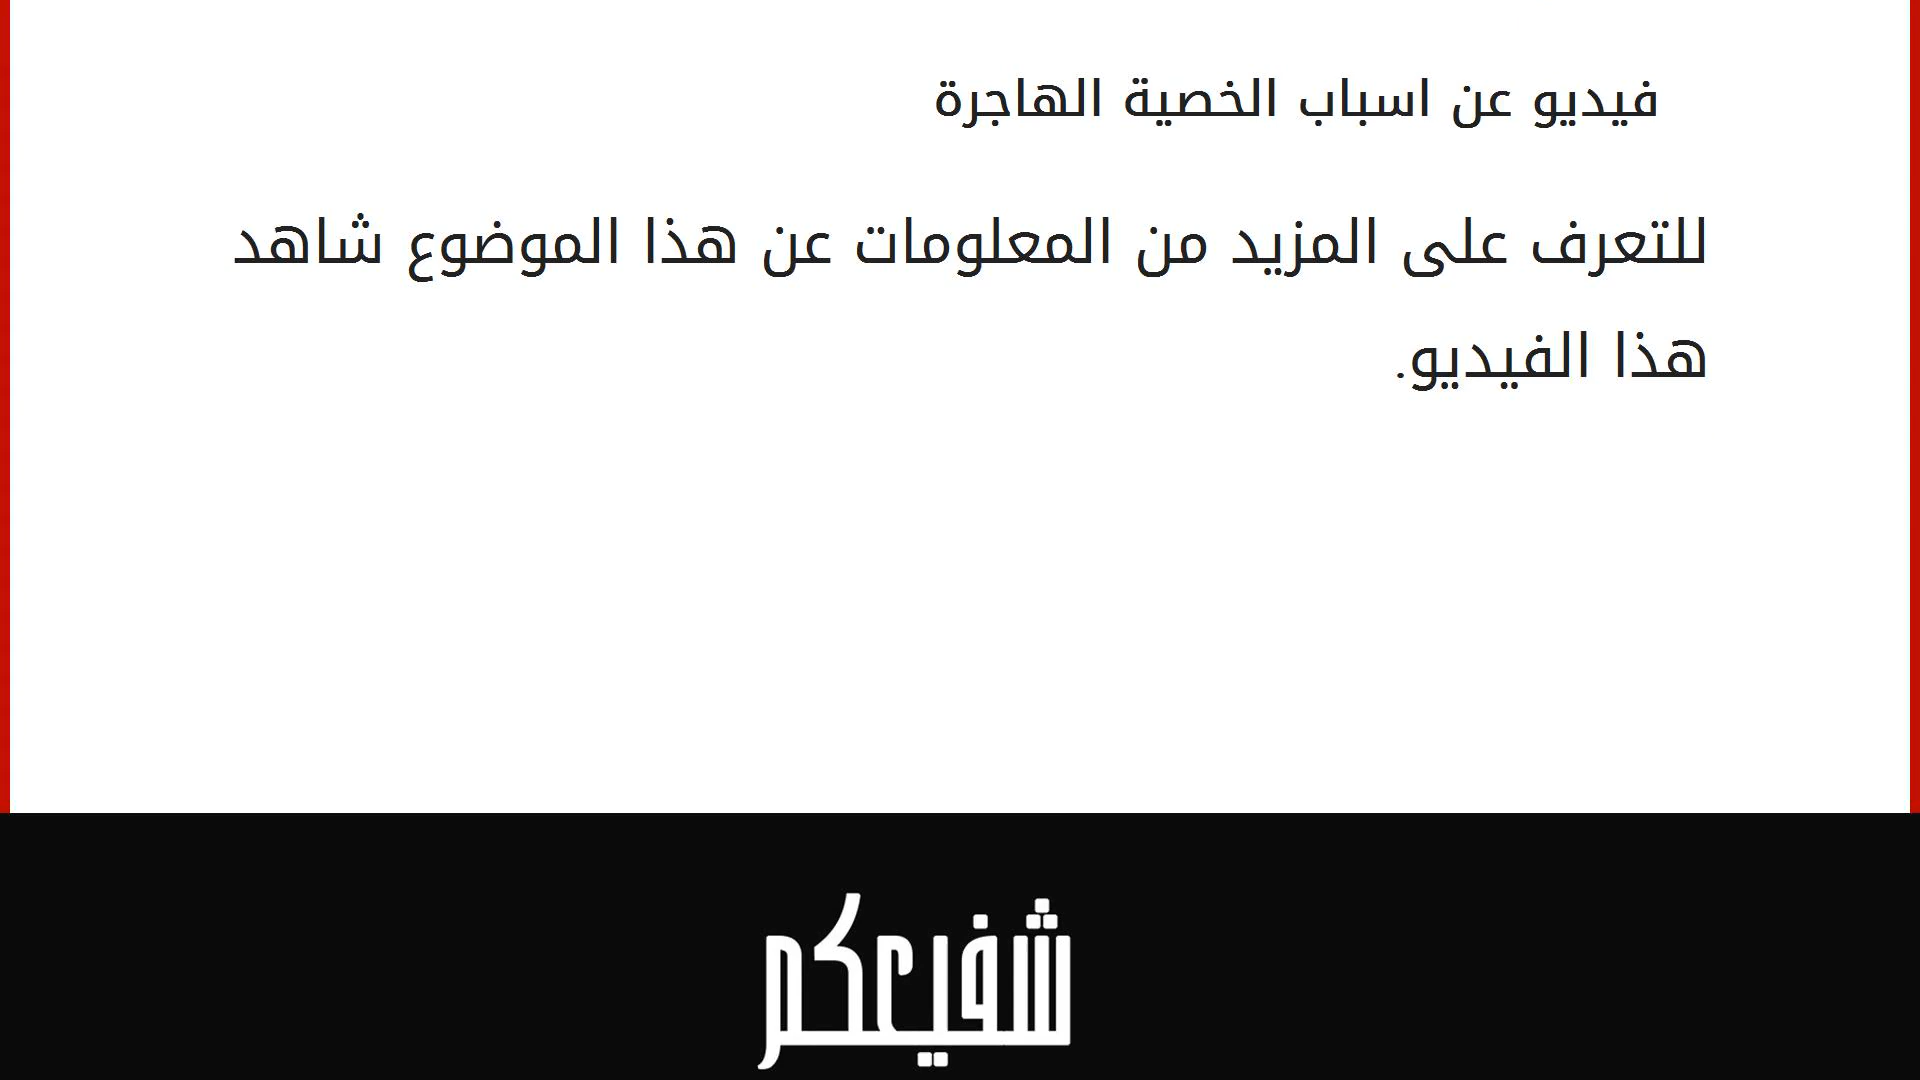 فيديو عن اسباب الخصية الهاجرة
للتعرف على المزيد من المعلومات عن هذا الموضوع شاهد
هذا الفيديو.
شفيعكم